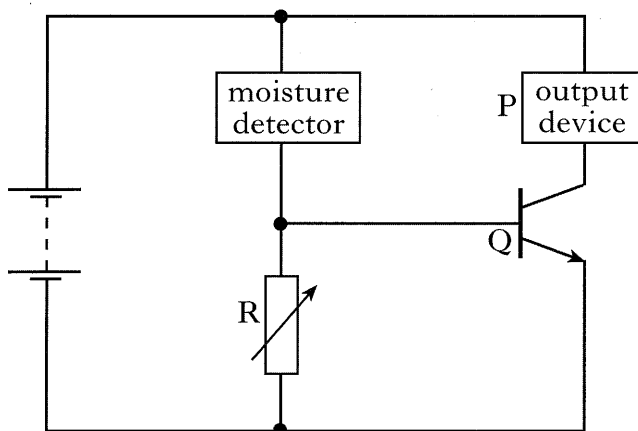 moisture
detector
P
output
device
Q
R